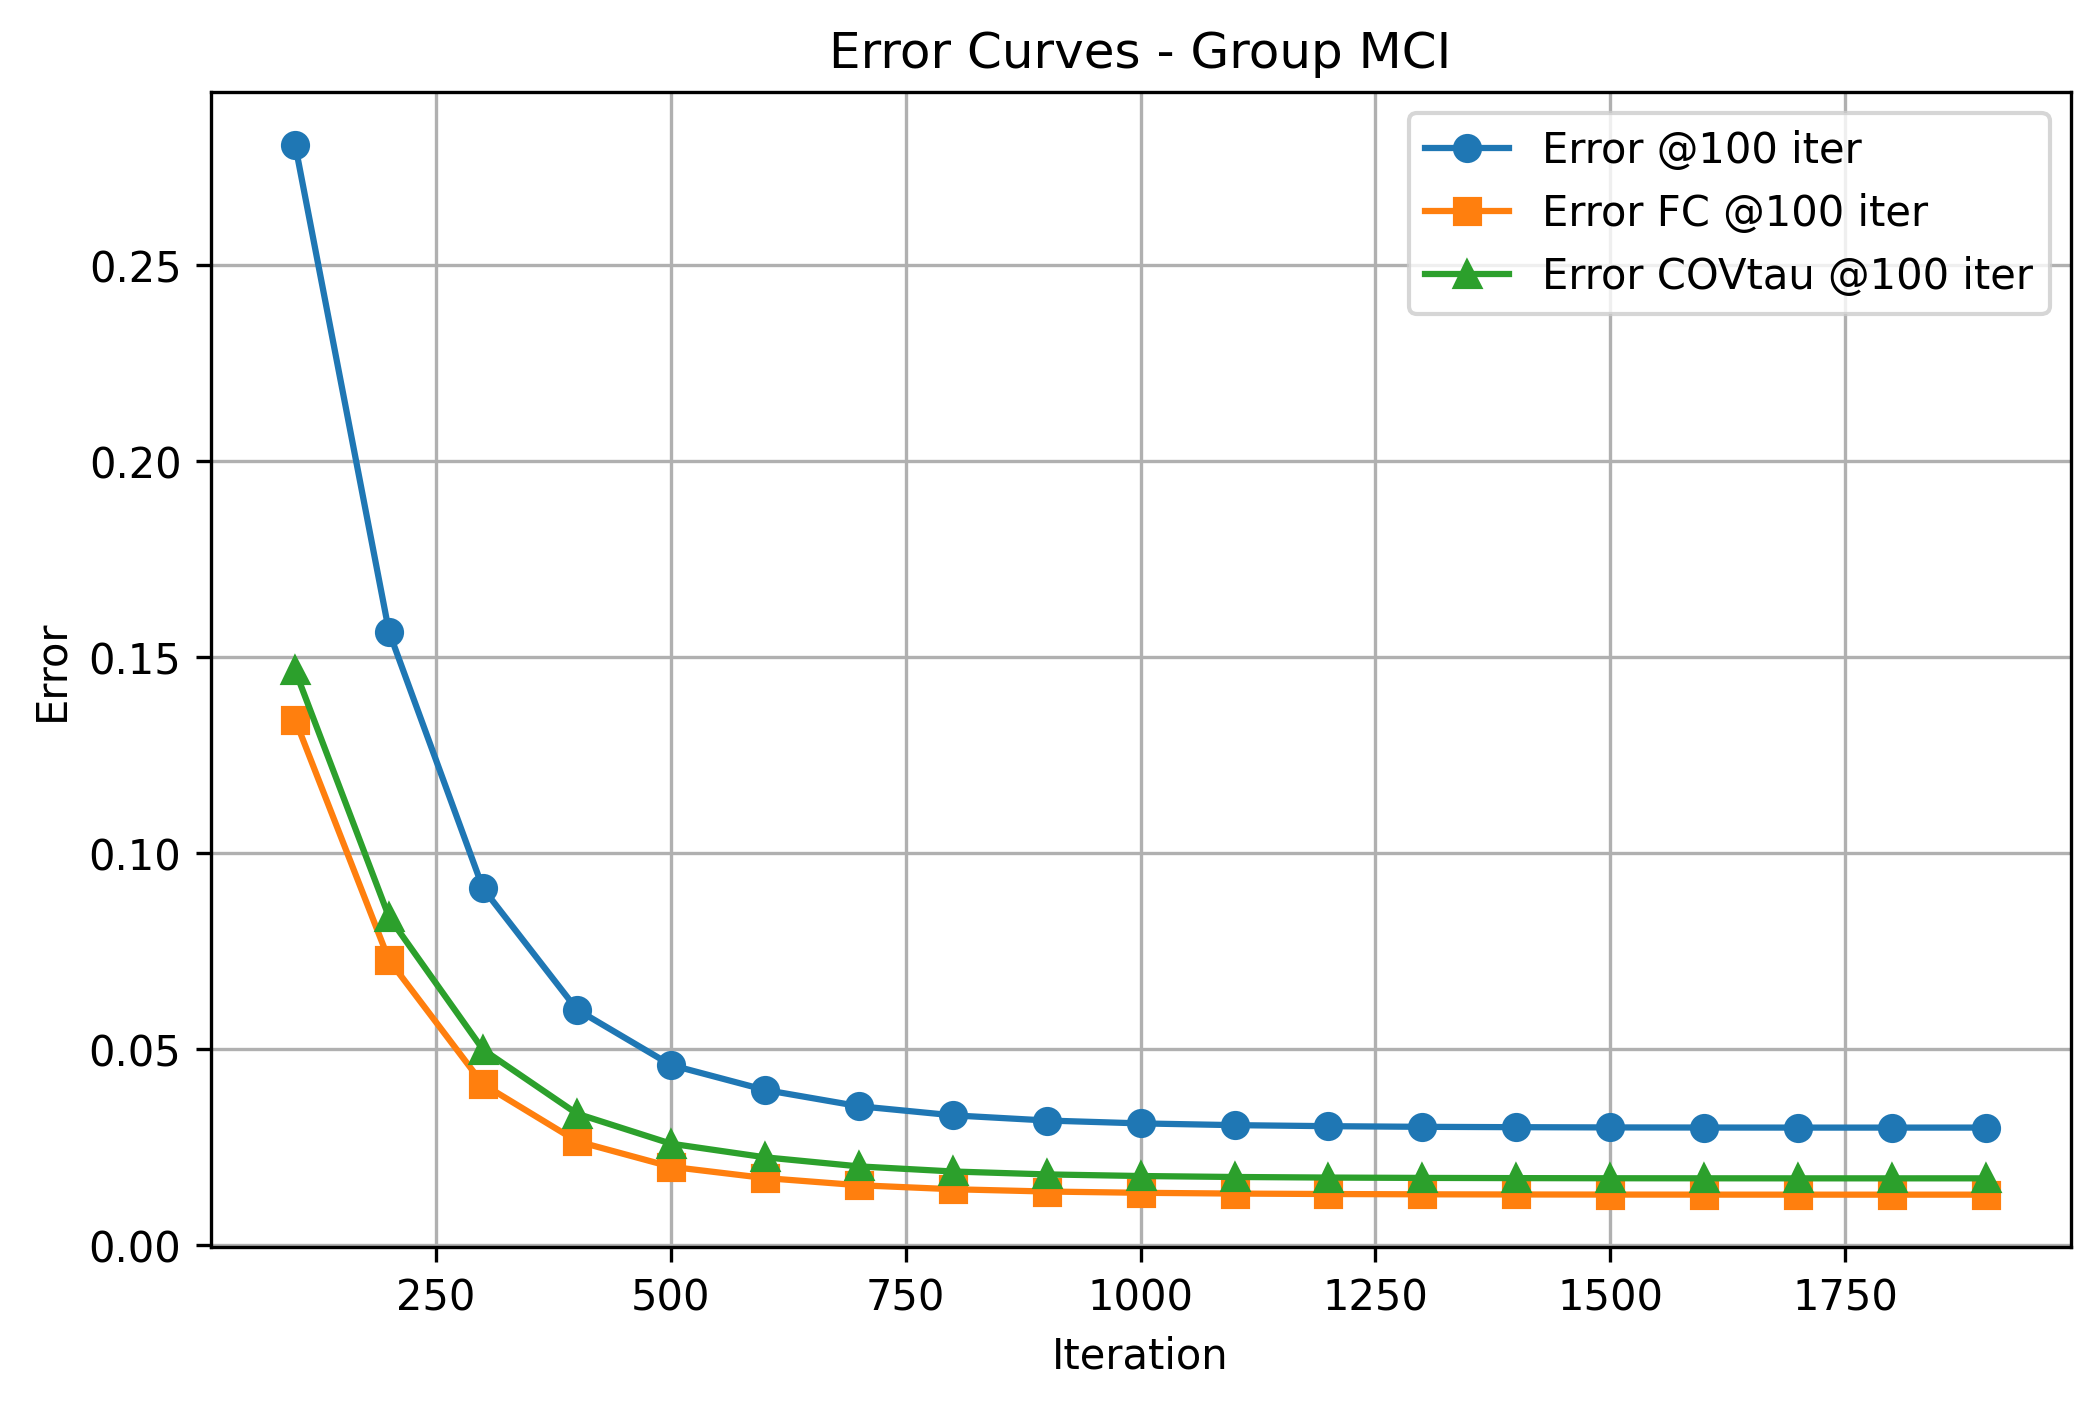 Error Curves - Group MCI
Error @100 iter
Error FC @100 iter
Error COVtau @100 iter
Error
0.25
0.20
0.15
0.10
0.05
0.00
250 500 750 1000 1250 1500 1750
Iteration